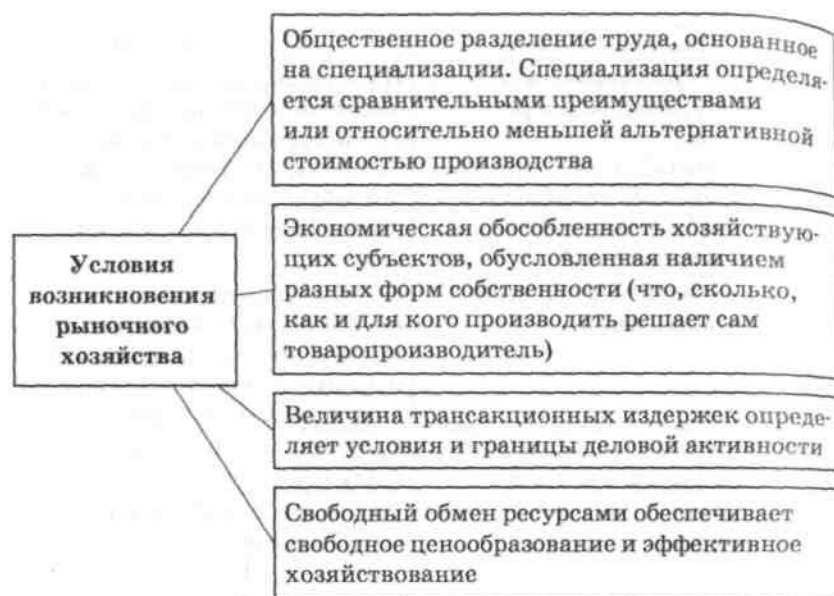 Общественное разделение труда, основанное
на специализации. Специализация определя-
ется сравнительными преимуществами
или относительно меньшей альтернативной
стоимостью производства
Условия
возникновения
рыночного
хозяйства
Экономическая обособленность хозяйствую-
щих субъектов, обусловленная наличием
разных форм собственности (что, сколько,
как и для кого производить решает сам
товаропроизводитель)
Величина трансакционных издержек опреде-
ляет условия и границы деловой активности
Свободный обмен ресурсами обеспечивает
свободное ценообразование и эффективное
хозяйствование